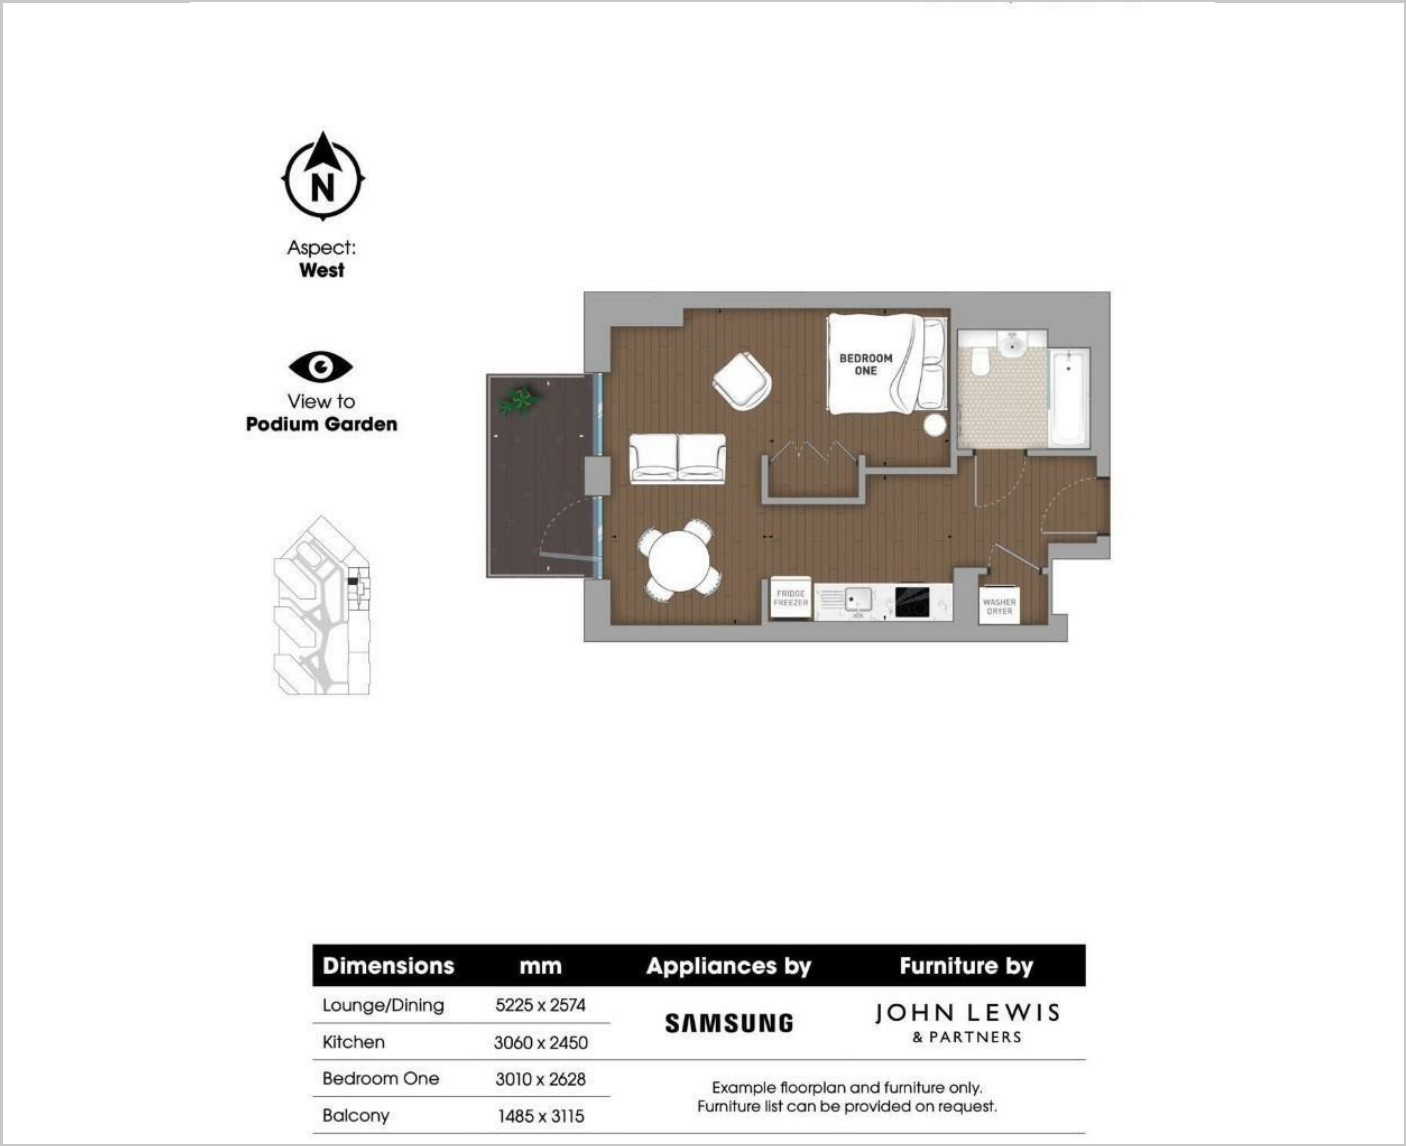 N
Aspect:
West
View to
Podium Garden
BEDROOM
ONE
FRIDGE
FREEZER
WASHER
DRYER
Dimensions mm Appliances by Furniture by
Lounge/Dining 5225 x 2574
Kitchen 3060 x 2450
Bedroom One 3010 x 2628
Balcony 1485 x 3115
SAMSUNG
JOHN LEWIS
& PARTNERS
Example floorplan and furniture only.
Furniture list can be provided on request.